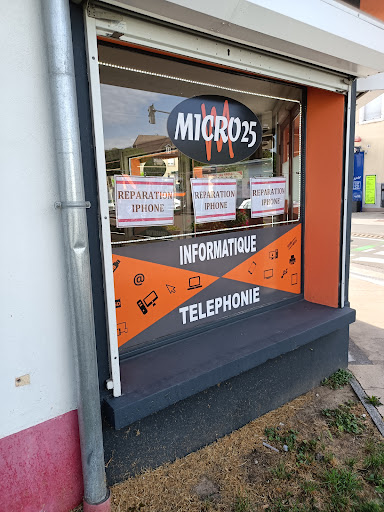 MICRO25
REPARATION
IPHONE
REPARATION
IPHONE
REPARATION
IPHONE
INFORMATIQUE
@
TELEPHONIE